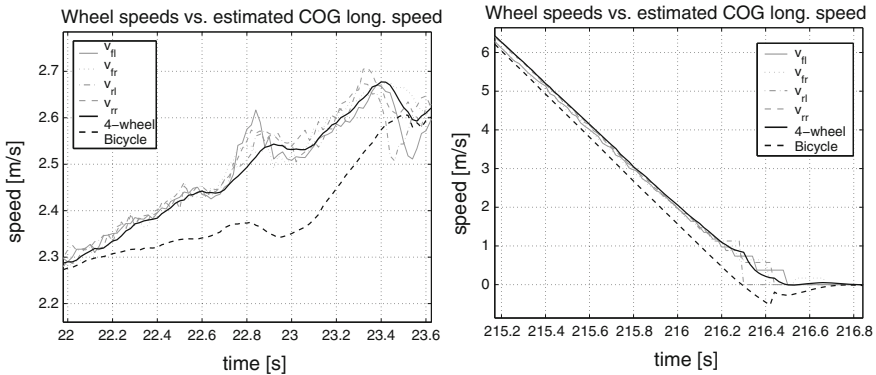 Wheel speeds vs. estimated COG long. speed
speed [m/s]
2.7
2.6
2.5
2.4
2.3
2.2
v_fl
v_fr
v_rl
v_rr
4-wheel
Bicycle
22 22.2 22.4 22.6 22.8 23 23.2 23.4 23.6
time [s]
Wheel speeds vs. estimated COG long. speed
speed [m/s]
6
5
4
3
2
1
0
v_fl
v_fr
v_rl
v_rr
4-wheel
Bicycle
215.2 215.4 215.6 215.8 216 216.2 216.4 216.6 216.8
time [s]